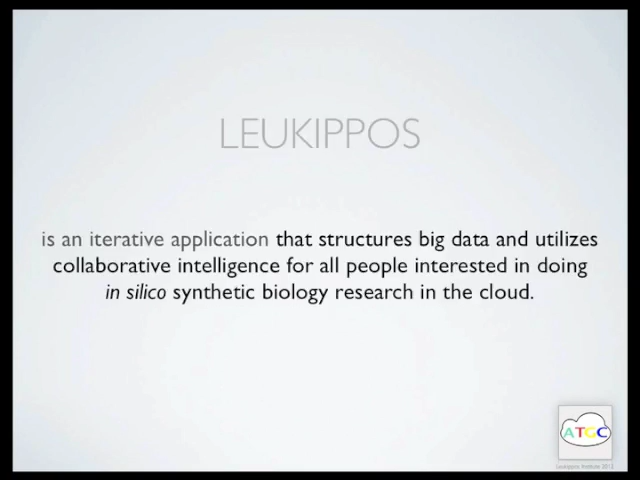 LEUKIPPOS
is an iterative application that structures big data and utilizes
collaborative intelligence for all people interested in doing
in silico synthetic biology research in the cloud.
ATGC
Leukippos Institute 2012